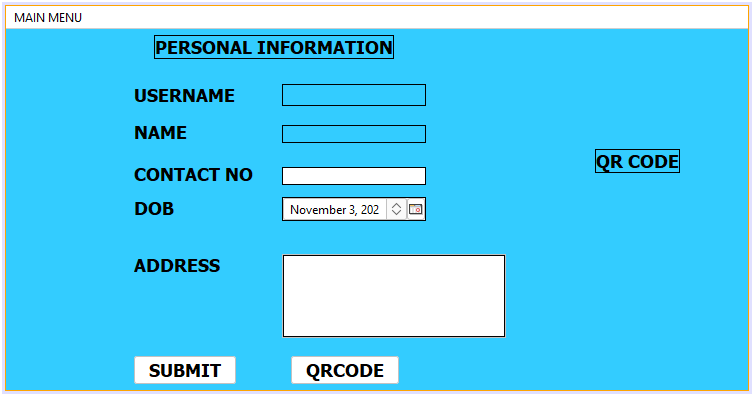 MAIN MENU
PERSONAL INFORMATION
USERNAME
NAME
QR CODE
CONTACT NO
DOB November 3, 202
ADDRESS
SUBMIT QRCODE